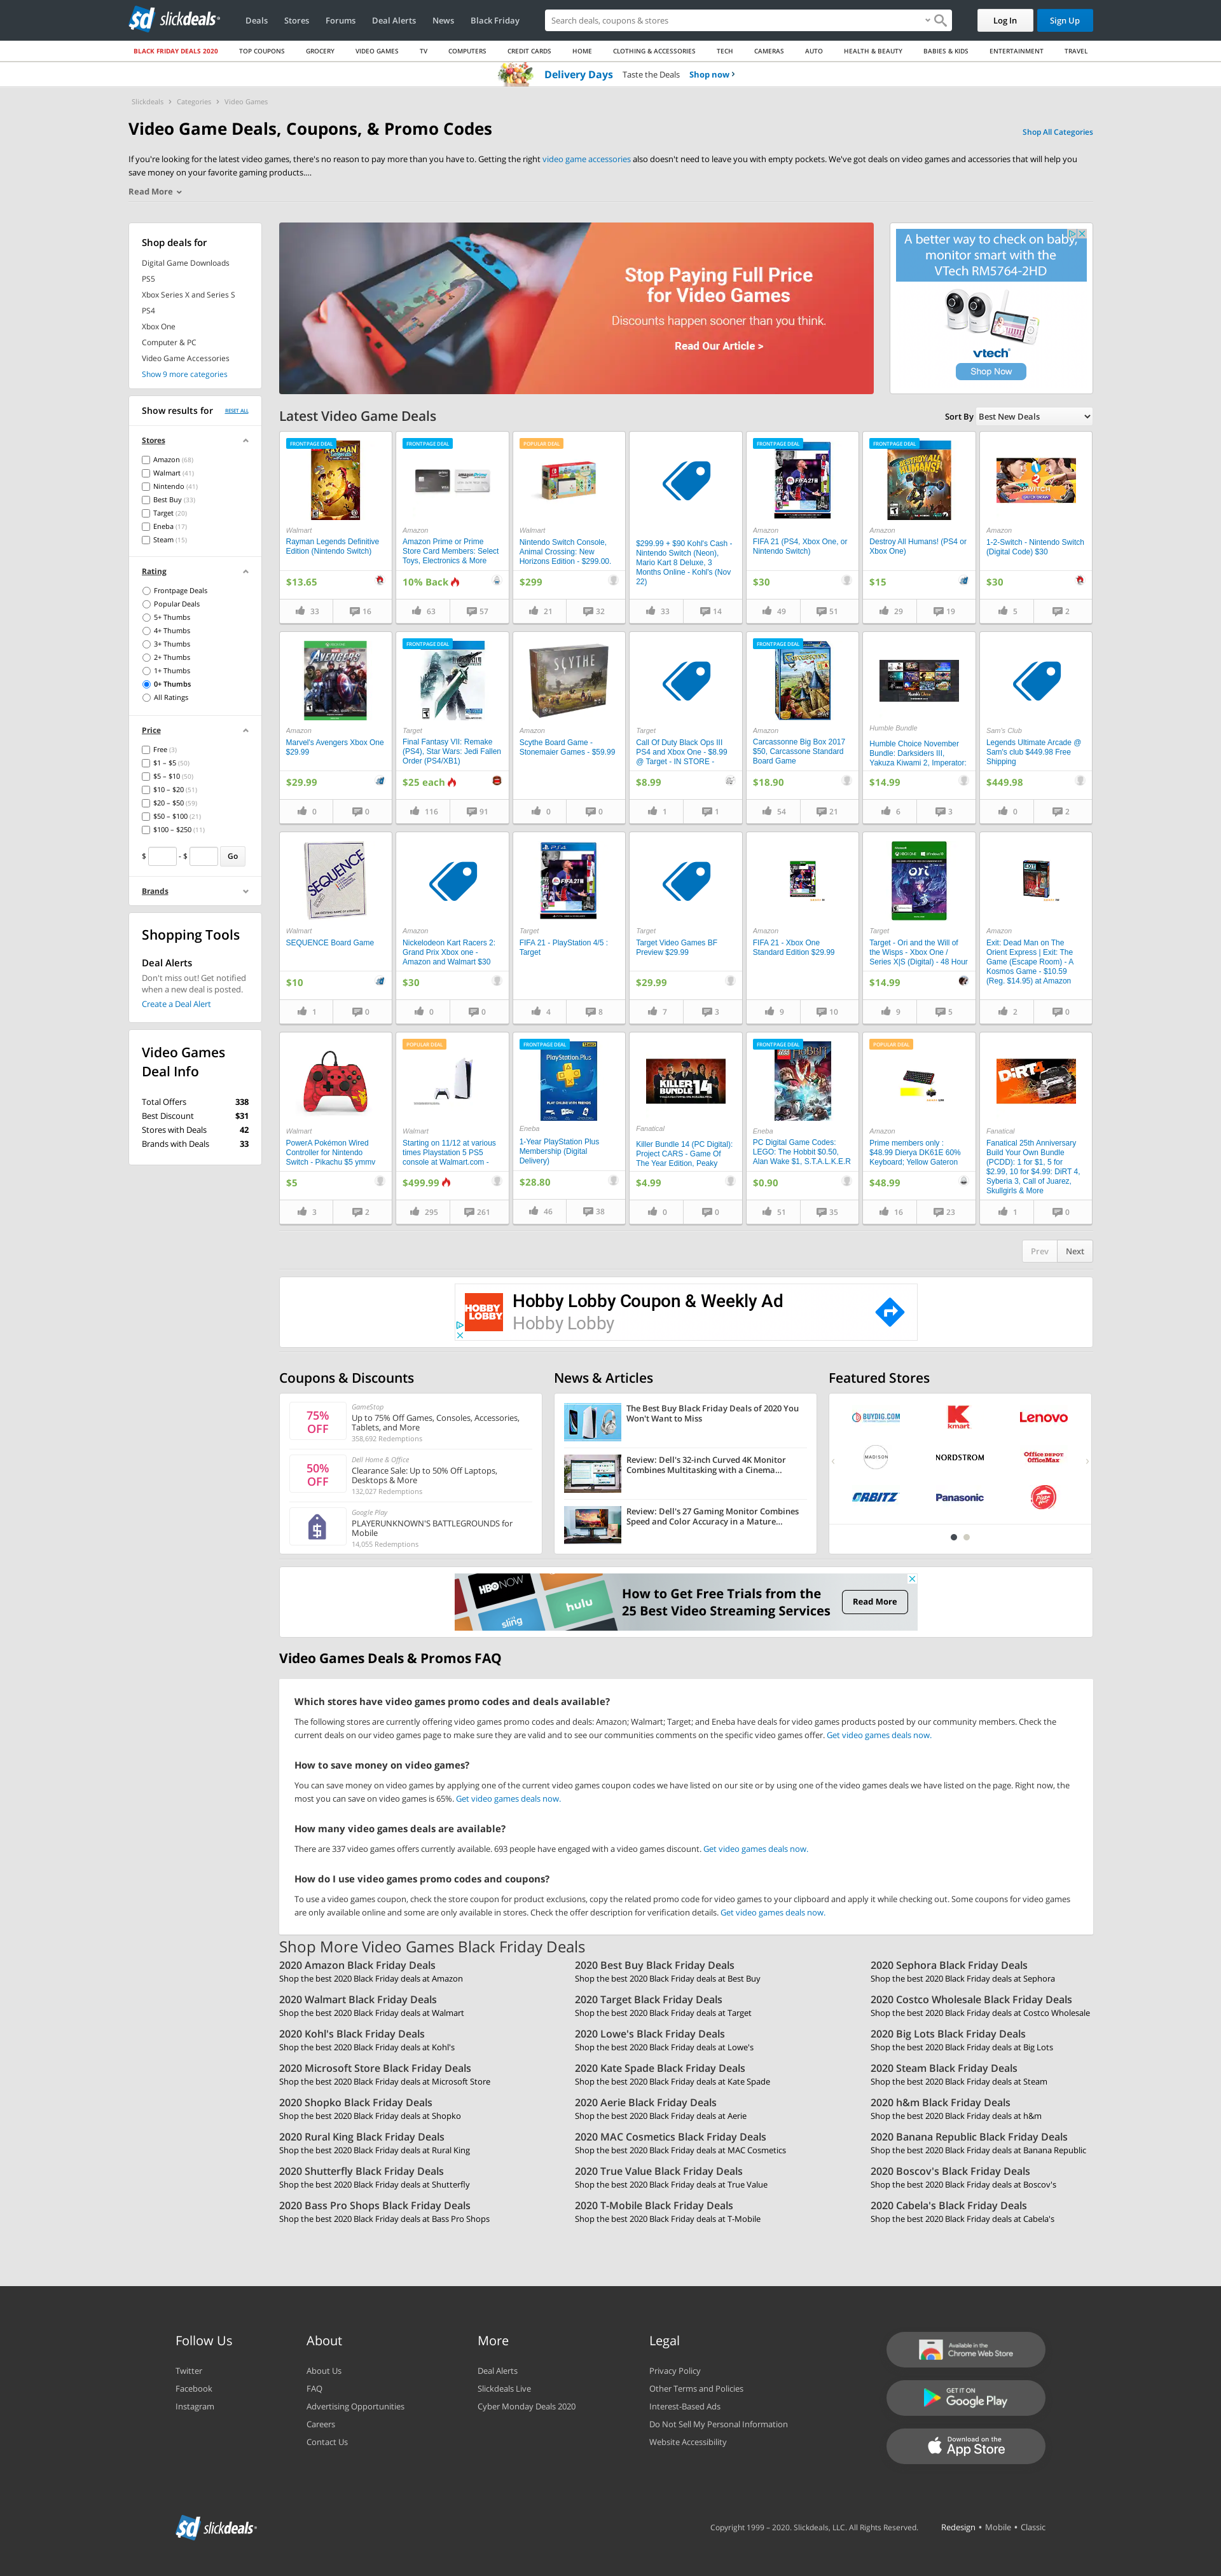 sd slickdeals
Deals Stores Forums Deal Alerts News Black Friday
Search deals, coupons & stores
Log In
Sign Up
BLACK FRIDAY DEALS 2020 TOP COUPONS GROCERY VIDEO GAMES TV COMPUTERS CREDIT CARDS HOME CLOTHING & ACCESSORIES TECH CAMERAS AUTO HEALTH & BEAUTY BABIES & KIDS ENTERTAINMENT TRAVEL
Delivery Days Taste the Deals Shop now ›
Slickdeals › Categories › Video Games
Video Game Deals, Coupons, & Promo Codes
Shop All Categories
If you're looking for the latest video games, there's no reason to pay more than you have to. Getting the right video game accessories also doesn't need to leave you with empty pockets. We've got deals on video games and accessories that will help you
save money on your favorite gaming products....
Read More
Shop deals for
Digital Game Downloads
PS5
Xbox Series X and Series S
PS4
Xbox One
Computer & PC
Video Game Accessories
Show 9 more categories
Show results for RESET ALL
Stores
Amazon (68)
Walmart (41)
Nintendo (41)
Best Buy (33)
Target (20)
Eneba (17)
Steam (15)
Rating
Frontpage Deals
Popular Deals
5+ Thumbs
4+ Thumbs
3+ Thumbs
2+ Thumbs
1+ Thumbs
0+ Thumbs
All Ratings
Price
Free (3)
$1 – $5 (50)
$5 – $10 (50)
$10 – $20 (51)
$20 – $50 (59)
$50 – $100 (21)
$100 – $250 (11)
$ - $ Go
Brands
Shopping Tools
Deal Alerts
Don't miss out! Get notified
when a new deal is posted.
Create a Deal Alert
Video Games
Deal Info
Total Offers 338
Best Discount $31
Stores with Deals 42
Brands with Deals 33
Stop Paying Full Price
for Video Games
Discounts happen sooner than you think.
Read Our Article >
A better way to check on baby,
monitor smart with the
VTech RM5764-2HD
vtech
Shop Now
Latest Video Game Deals
Sort By Best New Deals
FRONTPAGE DEAL
Walmart
Rayman Legends Definitive
Edition (Nintendo Switch)
$13.65
33 16
FRONTPAGE DEAL
Amazon
Amazon Prime or Prime
Store Card Members: Select
Toys, Electronics & More
10% Back
63 57
POPULAR DEAL
Walmart
Nintendo Switch Console,
Animal Crossing: New
Horizons Edition - $299.00.
$299
21 32
$299.99 + $90 Kohl's Cash -
Nintendo Switch (Neon),
Mario Kart 8 Deluxe, 3
Months Online - Kohl's (Nov
22)
33 14
FRONTPAGE DEAL
Amazon
FIFA 21 (PS4, Xbox One, or
Nintendo Switch)
$30
49 51
FRONTPAGE DEAL
Amazon
Destroy All Humans! (PS4 or
Xbox One)
$15
29 19
Amazon
1-2-Switch - Nintendo Switch
(Digital Code) $30
$30
5 2
Amazon
Marvel's Avengers Xbox One
$29.99
$29.99
0 0
FRONTPAGE DEAL
Target
Final Fantasy VII: Remake
(PS4), Star Wars: Jedi Fallen
Order (PS4/XB1)
$25 each
116 91
SCYTHE
Amazon
Scythe Board Game -
Stonemaier Games - $59.99
0 0
Target
Call Of Duty Black Ops III
PS4 and Xbox One - $8.99
@ Target - IN STORE -
$8.99
1 1
FRONTPAGE DEAL
Amazon
Carcassonne Big Box 2017
$50, Carcassone Standard
Board Game
$18.90
54 21
Humble Bundle
Humble Choice November
Bundle: Darksiders III,
Yakuza Kiwami 2, Imperator:
$14.99
6 3
Sam's Club
Legends Ultimate Arcade @
Sam's club $449.98 Free
Shipping
$449.98
0 2
SEQUENCE
Walmart
SEQUENCE Board Game
$10
1 0
Amazon
Nickelodeon Kart Racers 2:
Grand Prix Xbox one -
Amazon and Walmart $30
$30
0 0
Target
FIFA 21 - PlayStation 4/5 :
Target
4 8
Target
Target Video Games BF
Preview $29.99
$29.99
7 3
Amazon
FIFA 21 - Xbox One
Standard Edition $29.99
9 10
ori
Target
Target - Ori and the Will of
the Wisps - Xbox One /
Series X|S (Digital) - 48 Hour
$14.99
9 5
EXIT
Amazon
Exit: Dead Man on The
Orient Express | Exit: The
Game (Escape Room) - A
Kosmos Game - $10.59
(Reg. $14.95) at Amazon
2 0
Walmart
PowerA Pokémon Wired
Controller for Nintendo
Switch - Pikachu $5 ymmv
$5
3 2
POPULAR DEAL
Walmart
Starting on 11/12 at various
times Playstation 5 PS5
console at Walmart.com -
$499.99
295 261
FRONTPAGE DEAL
PlayStation Plus
Eneba
1-Year PlayStation Plus
Membership (Digital
Delivery)
$28.80
46 38
KILLER BUNDLE 14
Fanatical
Killer Bundle 14 (PC Digital):
Project CARS - Game Of
The Year Edition, Peaky
$4.99
0 0
FRONTPAGE DEAL
Eneba
PC Digital Game Codes:
LEGO: The Hobbit $0.50,
Alan Wake $1, S.T.A.L.K.E.R
$0.90
51 35
POPULAR DEAL
Amazon
Prime members only :
$48.99 Dierya DK61E 60%
Keyboard; Yellow Gateron
$48.99
16 23
DiRT4
Fanatical
Fanatical 25th Anniversary
Build Your Own Bundle
(PCDD): 1 for $1, 5 for
$2.99, 10 for $4.99: DiRT 4,
Syberia 3, Call of Juarez,
Skullgirls & More
1 0
Prev Next
HOBBY LOBBY
Hobby Lobby Coupon & Weekly Ad
Hobby Lobby
Coupons & Discounts
75% OFF
GameStop
Up to 75% Off Games, Consoles, Accessories,
Tablets, and More
358,692 Redemptions
50% OFF
Dell Home & Office
Clearance Sale: Up to 50% Off Laptops,
Desktops & More
132,027 Redemptions
Google Play
PLAYERUNKNOWN'S BATTLEGROUNDS for
Mobile
14,055 Redemptions
News & Articles
The Best Buy Black Friday Deals of 2020 You
Won't Want to Miss
Review: Dell's 32-inch Curved 4K Monitor
Combines Multitasking with a Cinema...
Review: Dell's 27 Gaming Monitor Combines
Speed and Color Accuracy in a Mature...
Featured Stores
BUYDIG.COM kmart Lenovo
MADISON NORDSTROM Office DEPOT OfficeMax
ORBITZ Panasonic Pizza Hut
HBO NOW hulu sling
How to Get Free Trials from the
25 Best Video Streaming Services
Read More
Video Games Deals & Promos FAQ
Which stores have video games promo codes and deals available?
The following stores are currently offering video games promo codes and deals: Amazon; Walmart; Target; and Eneba have deals for video games products posted by our community members. Check the
current deals on our video games page to make sure they are valid and to see our communities comments on the specific video games offer. Get video games deals now.
How to save money on video games?
You can save money on video games by applying one of the current video games coupon codes we have listed on our site or by using one of the video games deals we have listed on the page. Right now, the
most you can save on video games is 65%. Get video games deals now.
How many video games deals are available?
There are 337 video games offers currently available. 693 people have engaged with a video games discount. Get video games deals now.
How do I use video games promo codes and coupons?
To use a video games coupon, check the store coupon for product exclusions, copy the related promo code for video games to your clipboard and apply it while checking out. Some coupons for video games
are only available online and some are only available in stores. Check the offer description for verification details. Get video games deals now.
Shop More Video Games Black Friday Deals
2020 Amazon Black Friday Deals
Shop the best 2020 Black Friday deals at Amazon
2020 Best Buy Black Friday Deals
Shop the best 2020 Black Friday deals at Best Buy
2020 Sephora Black Friday Deals
Shop the best 2020 Black Friday deals at Sephora
2020 Walmart Black Friday Deals
Shop the best 2020 Black Friday deals at Walmart
2020 Target Black Friday Deals
Shop the best 2020 Black Friday deals at Target
2020 Costco Wholesale Black Friday Deals
Shop the best 2020 Black Friday deals at Costco Wholesale
2020 Kohl's Black Friday Deals
Shop the best 2020 Black Friday deals at Kohl's
2020 Lowe's Black Friday Deals
Shop the best 2020 Black Friday deals at Lowe's
2020 Big Lots Black Friday Deals
Shop the best 2020 Black Friday deals at Big Lots
2020 Microsoft Store Black Friday Deals
Shop the best 2020 Black Friday deals at Microsoft Store
2020 Kate Spade Black Friday Deals
Shop the best 2020 Black Friday deals at Kate Spade
2020 Steam Black Friday Deals
Shop the best 2020 Black Friday deals at Steam
2020 Shopko Black Friday Deals
Shop the best 2020 Black Friday deals at Shopko
2020 Aerie Black Friday Deals
Shop the best 2020 Black Friday deals at Aerie
2020 h&m Black Friday Deals
Shop the best 2020 Black Friday deals at h&m
2020 Rural King Black Friday Deals
Shop the best 2020 Black Friday deals at Rural King
2020 MAC Cosmetics Black Friday Deals
Shop the best 2020 Black Friday deals at MAC Cosmetics
2020 Banana Republic Black Friday Deals
Shop the best 2020 Black Friday deals at Banana Republic
2020 Shutterfly Black Friday Deals
Shop the best 2020 Black Friday deals at Shutterfly
2020 True Value Black Friday Deals
Shop the best 2020 Black Friday deals at True Value
2020 Boscov's Black Friday Deals
Shop the best 2020 Black Friday deals at Boscov's
2020 Bass Pro Shops Black Friday Deals
Shop the best 2020 Black Friday deals at Bass Pro Shops
2020 T-Mobile Black Friday Deals
Shop the best 2020 Black Friday deals at T-Mobile
2020 Cabela's Black Friday Deals
Shop the best 2020 Black Friday deals at Cabela's
Follow Us
Twitter
Facebook
Instagram
About
About Us
FAQ
Advertising Opportunities
Careers
Contact Us
More
Deal Alerts
Slickdeals Live
Cyber Monday Deals 2020
Legal
Privacy Policy
Other Terms and Policies
Interest-Based Ads
Do Not Sell My Personal Information
Website Accessibility
Available in the
Chrome Web Store
GET IT ON
Google Play
Download on the
App Store
sd slickdeals
Copyright 1999 – 2020. Slickdeals, LLC. All Rights Reserved. Redesign • Mobile • Classic